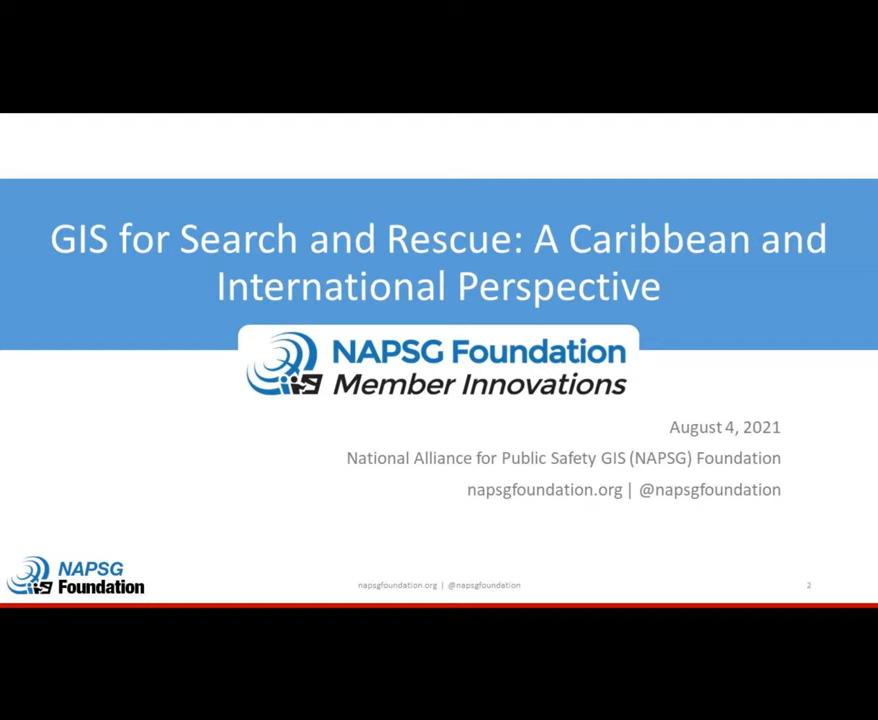 GIS for Search and Rescue: A Caribbean and
International Perspective
NAPSG Foundation
Member Innovations
August 4, 2021
National Alliance for Public Safety GIS (NAPSG) Foundation
napsgfoundation.org | @napsgfoundation
NAPSG
Foundation
napsgfoundation.org | @napsgfoundation
2